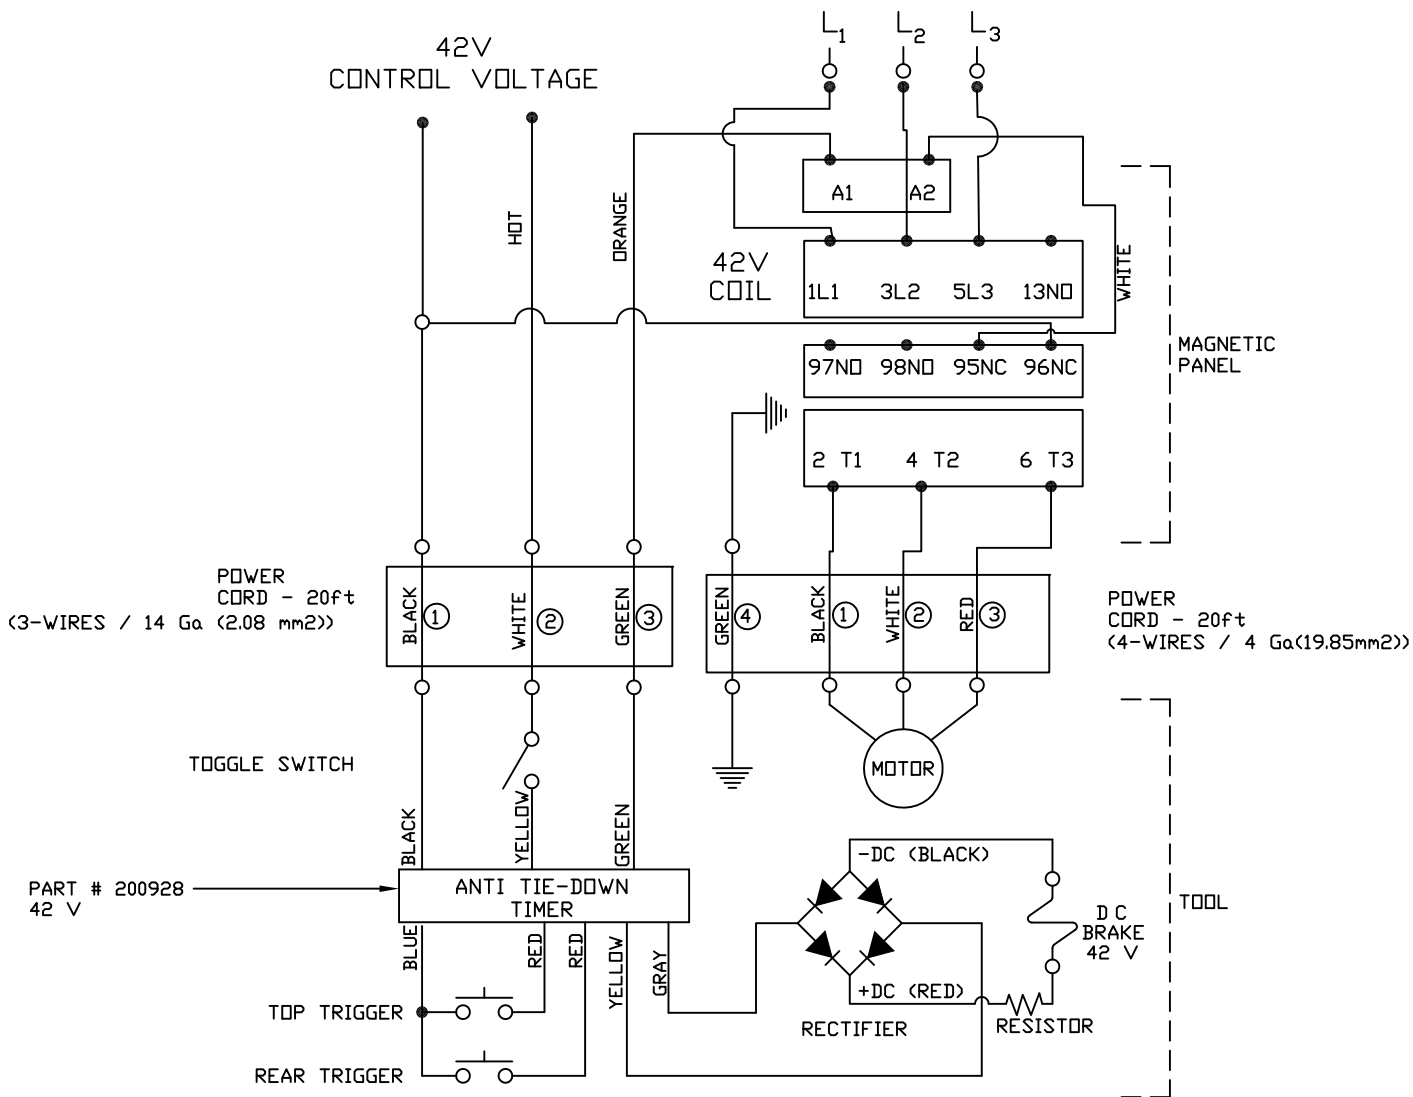 42V
CONTROL VOLTAGE
L1
L2
L3
HOT
ORANGE
A1
A2
42V
COIL
1L1
3L2
5L3
13NO
WHITE
97NO
98NO
95NC
96NC
MAGNETIC
PANEL
2 T1
4 T2
6 T3
POWER
CORD - 20ft
(3-WIRES / 14 Ga (2.08 mm2))
BLACK
1
WHITE
2
GREEN
3
GREEN
4
BLACK
1
WHITE
2
RED
3
POWER
CORD - 20ft
(4-WIRES / 4 Ga(19.85mm2))
TOGGLE SWITCH
MOTOR
BLACK
YELLOW
GREEN
PART # 200928
42 V
ANTI TIE-DOWN
TIMER
-DC (BLACK)
DC
BRAKE
42 V
TOOL
BLUE
RED
RED
YELLOW
GRAY
+DC (RED)
RESISTOR
RECTIFIER
TOP TRIGGER
REAR TRIGGER